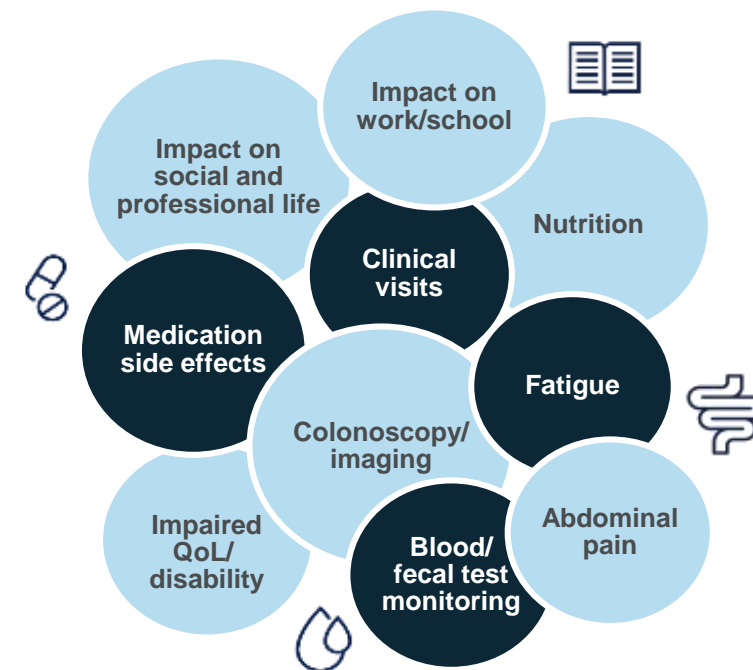 Impact on
work/school
Impact on
social and
professional life
Nutrition
Clinical
visits
Medication
side effects
Fatigue
Colonoscopy/
imaging
Abdominal
pain
Impaired
QoL/
disability
Blood/
fecal test
monitoring